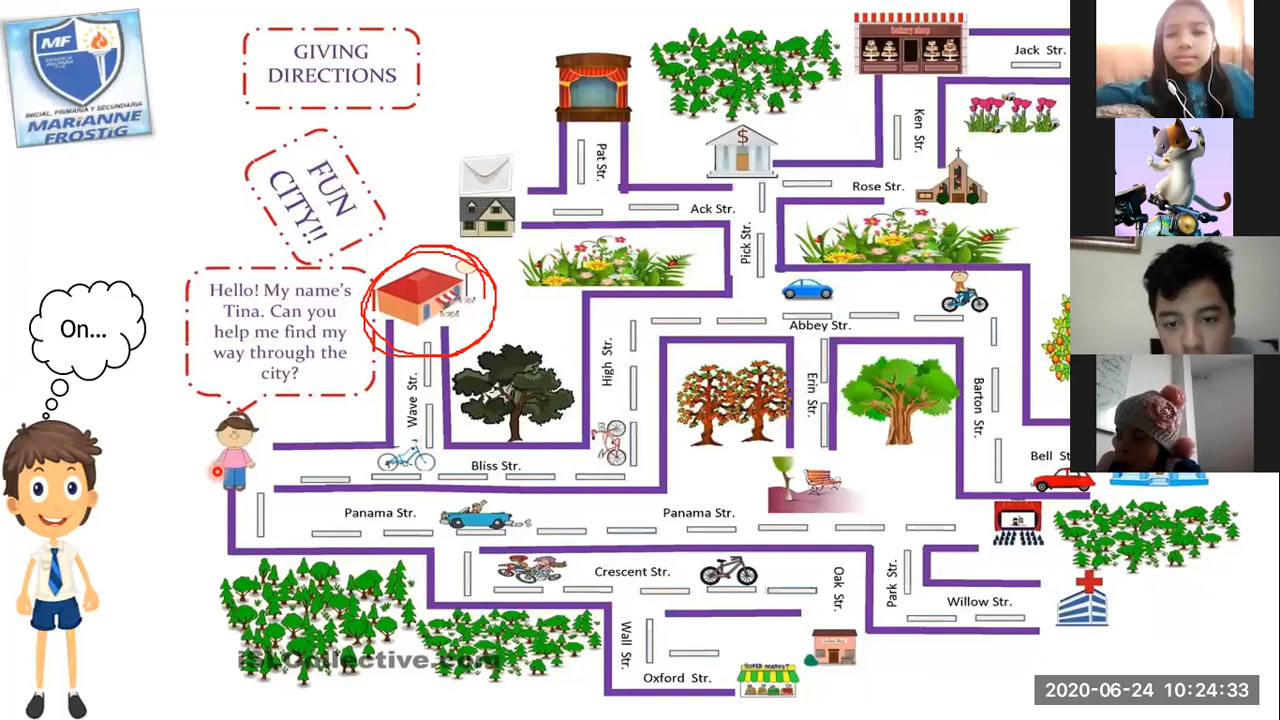 MF
INICIAL, PRIMARIA Y SECUNDARIA
MARIANNE
FROSTIG
GIVING
DIRECTIONS
FUN
CITY!!
Hello! My name's
Tina. Can you
help me find my
way through the
city?
On...
bakery shop
Jack Str.
Ken Str.
Pat Str.
$
Rose Str.
Ack Str.
Pick Str.
Abbey Str.
High Str.
Erin Str.
Barton Str.
Wave Str.
Bliss Str.
Bell St
Panama Str.
Panama Str.
Crescent Str.
Oak Str.
Park Str.
Willow Str.
Wall Str.
Oxford Str.
SUPER MARKET
iSLCollective.com
2020-06-24 10:24:33